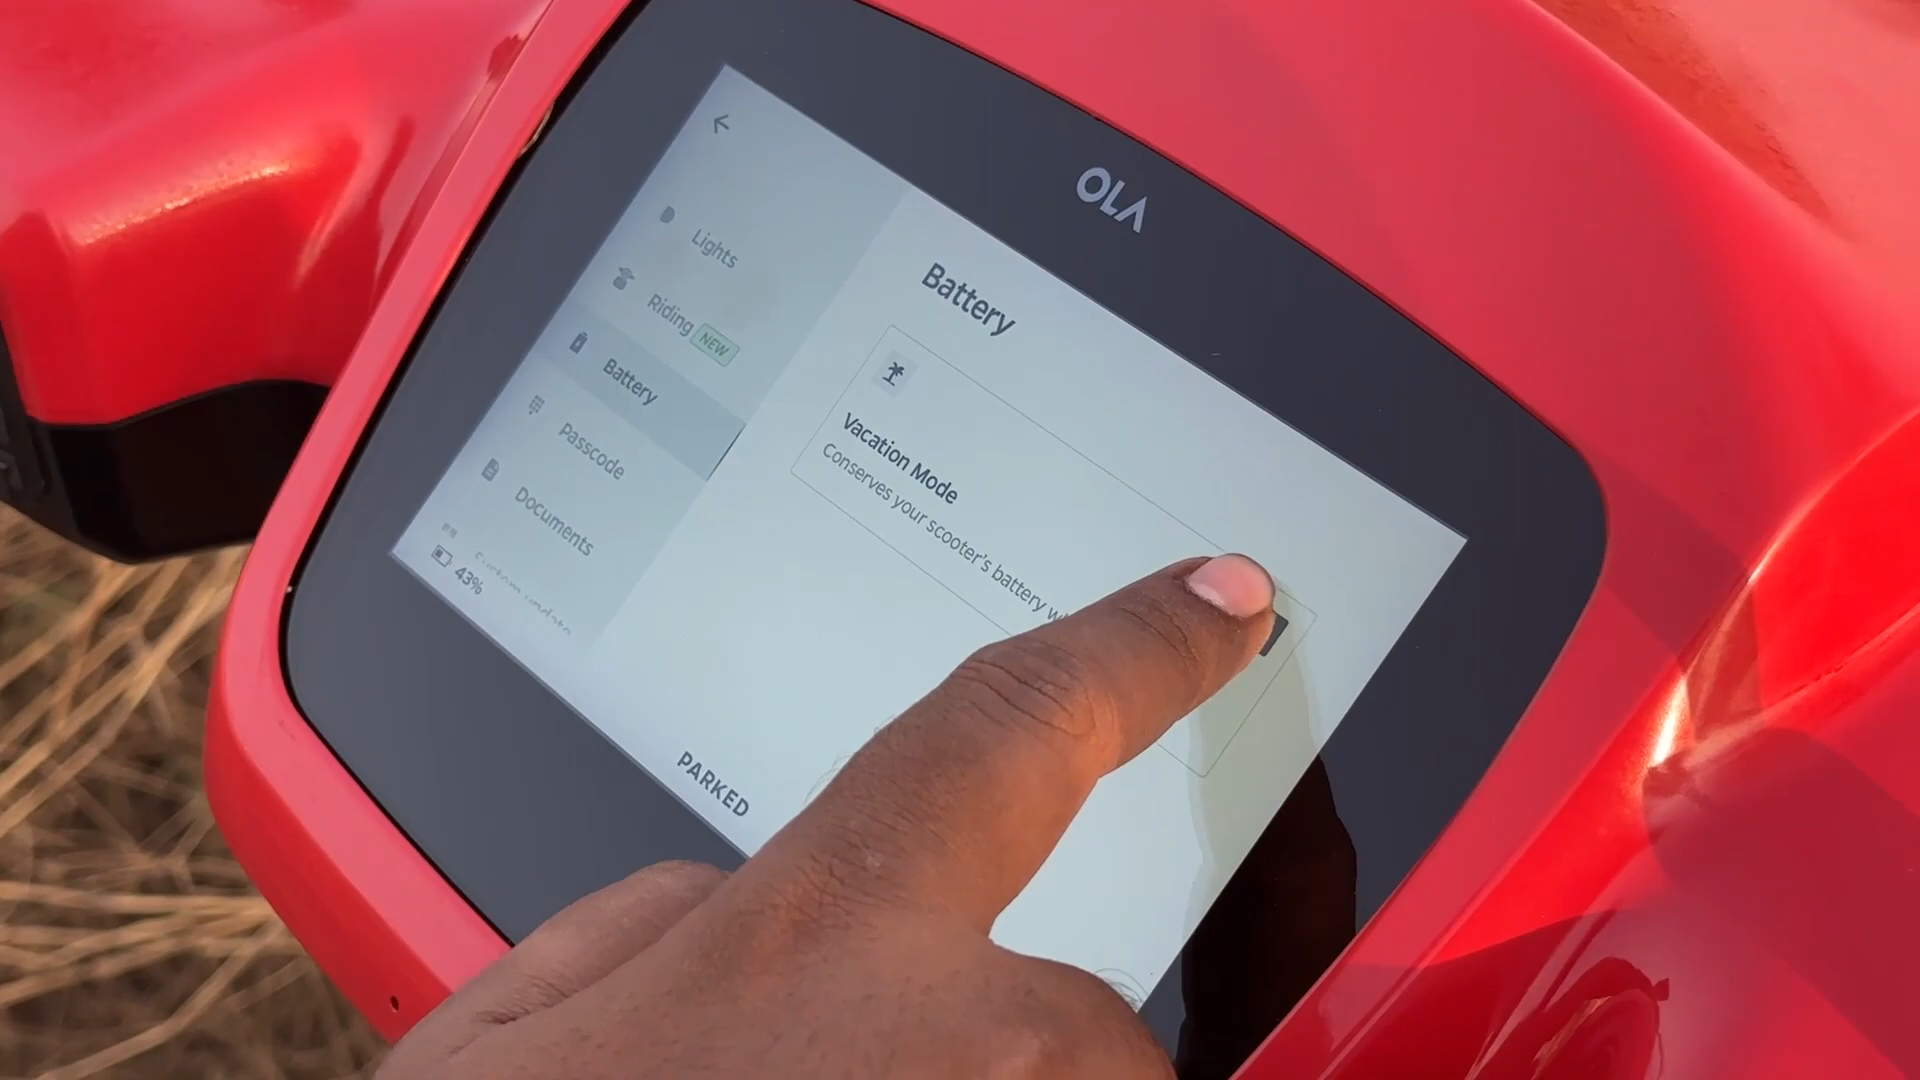 OLA
Lights
Riding NEW
Battery
Passcode
Documents
43%
Battery
Vacation Mode
Conserves your scooter's battery
PARKED